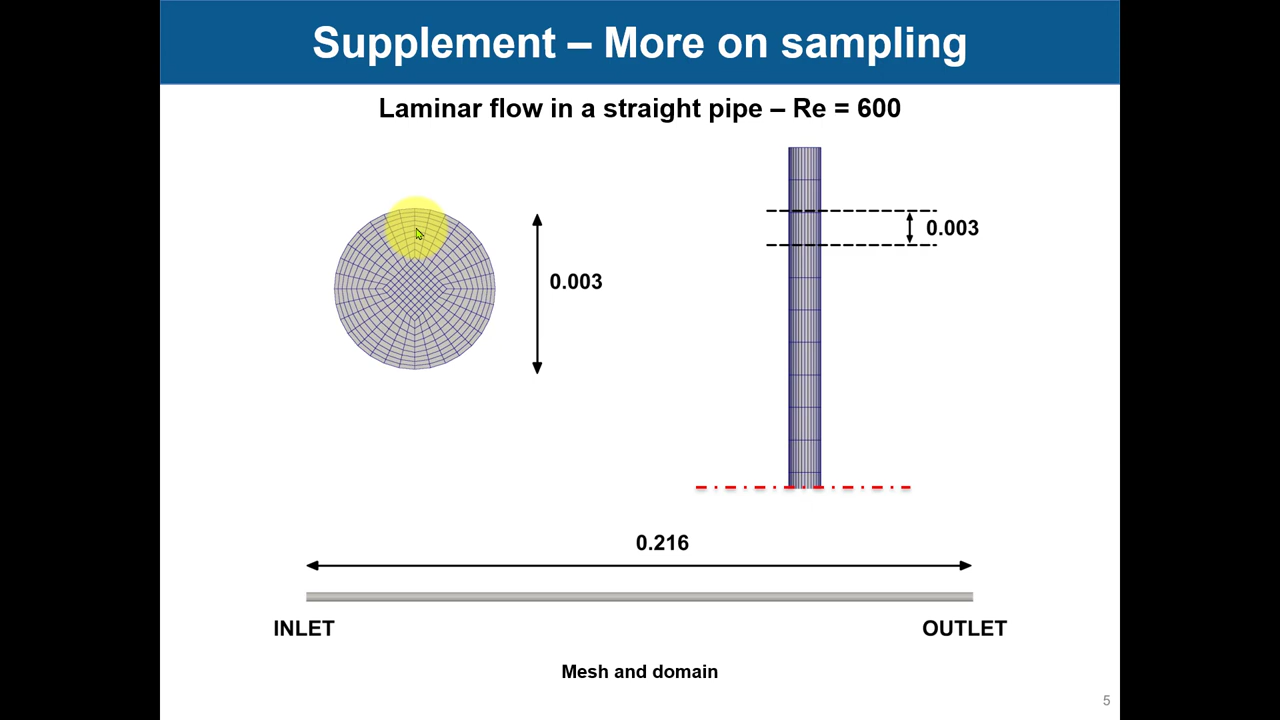 Supplement – More on sampling
Laminar flow in a straight pipe – Re = 600
0.003
0.003
0.216
INLET
OUTLET
Mesh and domain
5